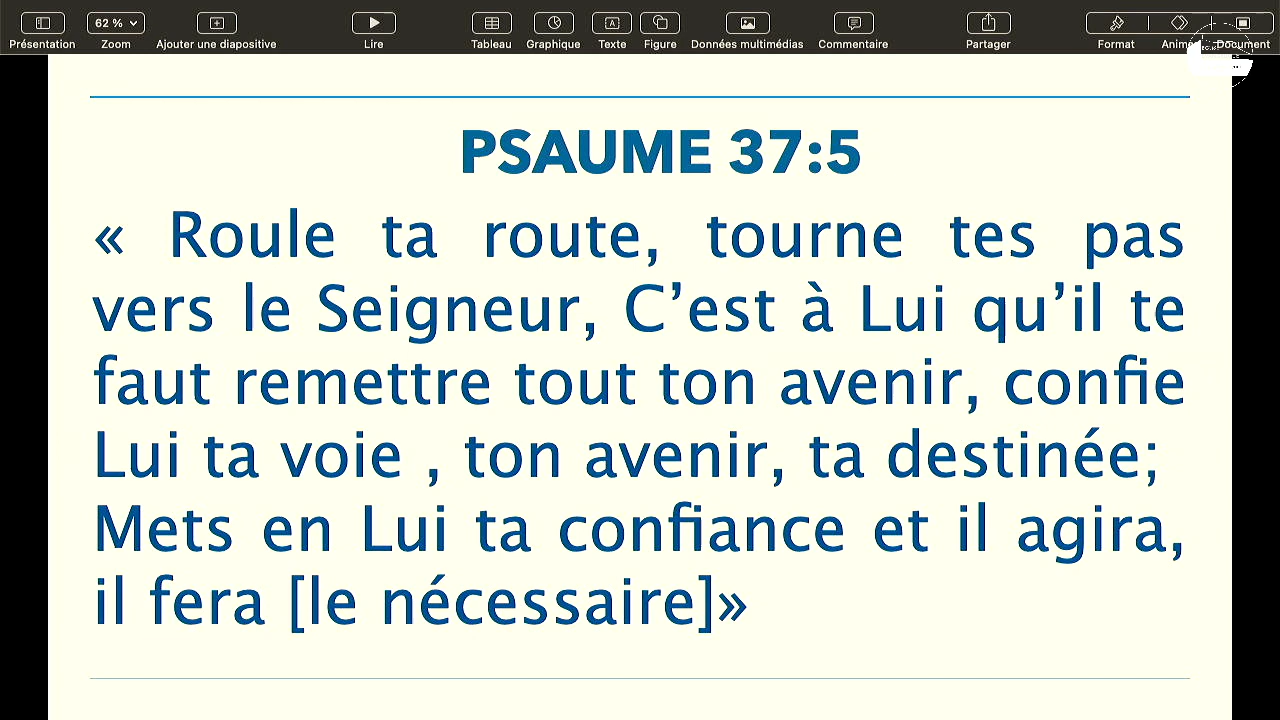 62 %
Présentation Zoom Ajouter une diapositive Lire Tableau Graphique Texte Figure Données multimédias Commentaire Partager Format Document
PSAUME 37:5
« Roule ta route, tourne tes pas
vers le Seigneur, C’est à Lui qu’il te
faut remettre tout ton avenir, confie
Lui ta voie , ton avenir, ta destinée;
Mets en Lui ta confiance et il agira,
il fera [le nécessaire]»